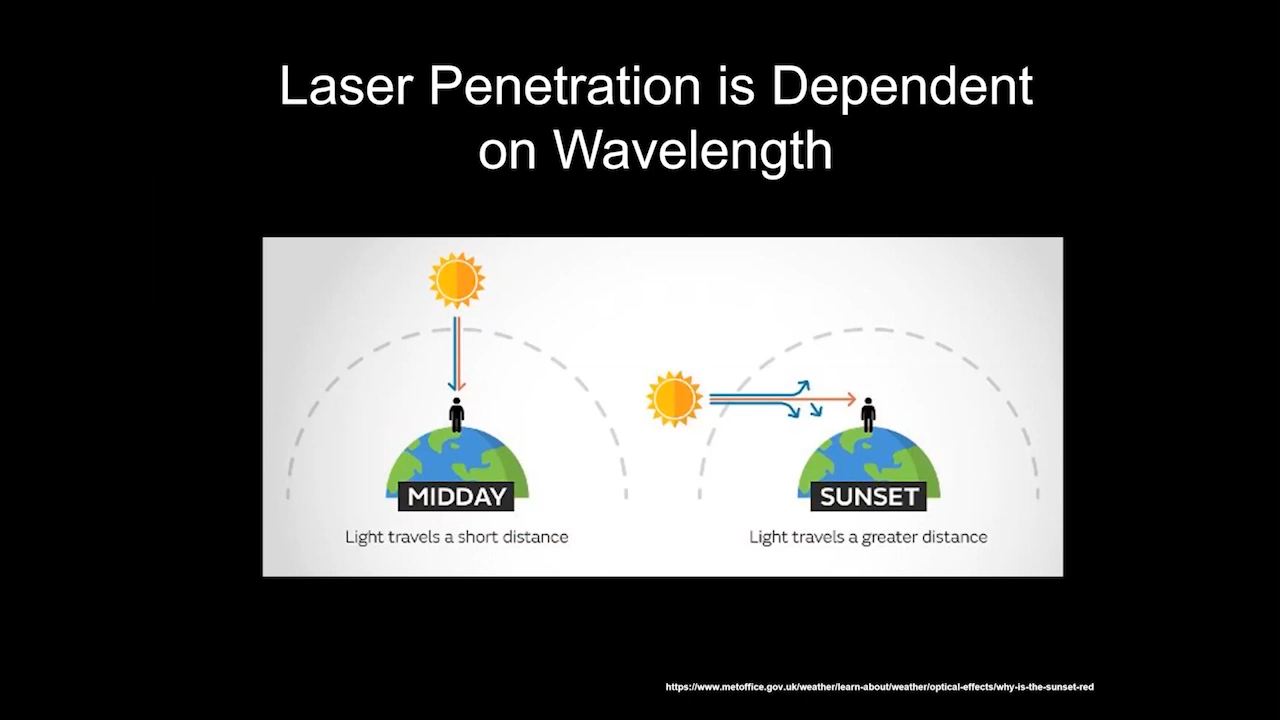 Laser Penetration is Dependent
on Wavelength
MIDDAY
Light travels a short distance
SUNSET
Light travels a greater distance
https://www.metoffice.gov.uk/weather/learn-about/weather/optical-effects/why-is-the-sunset-red